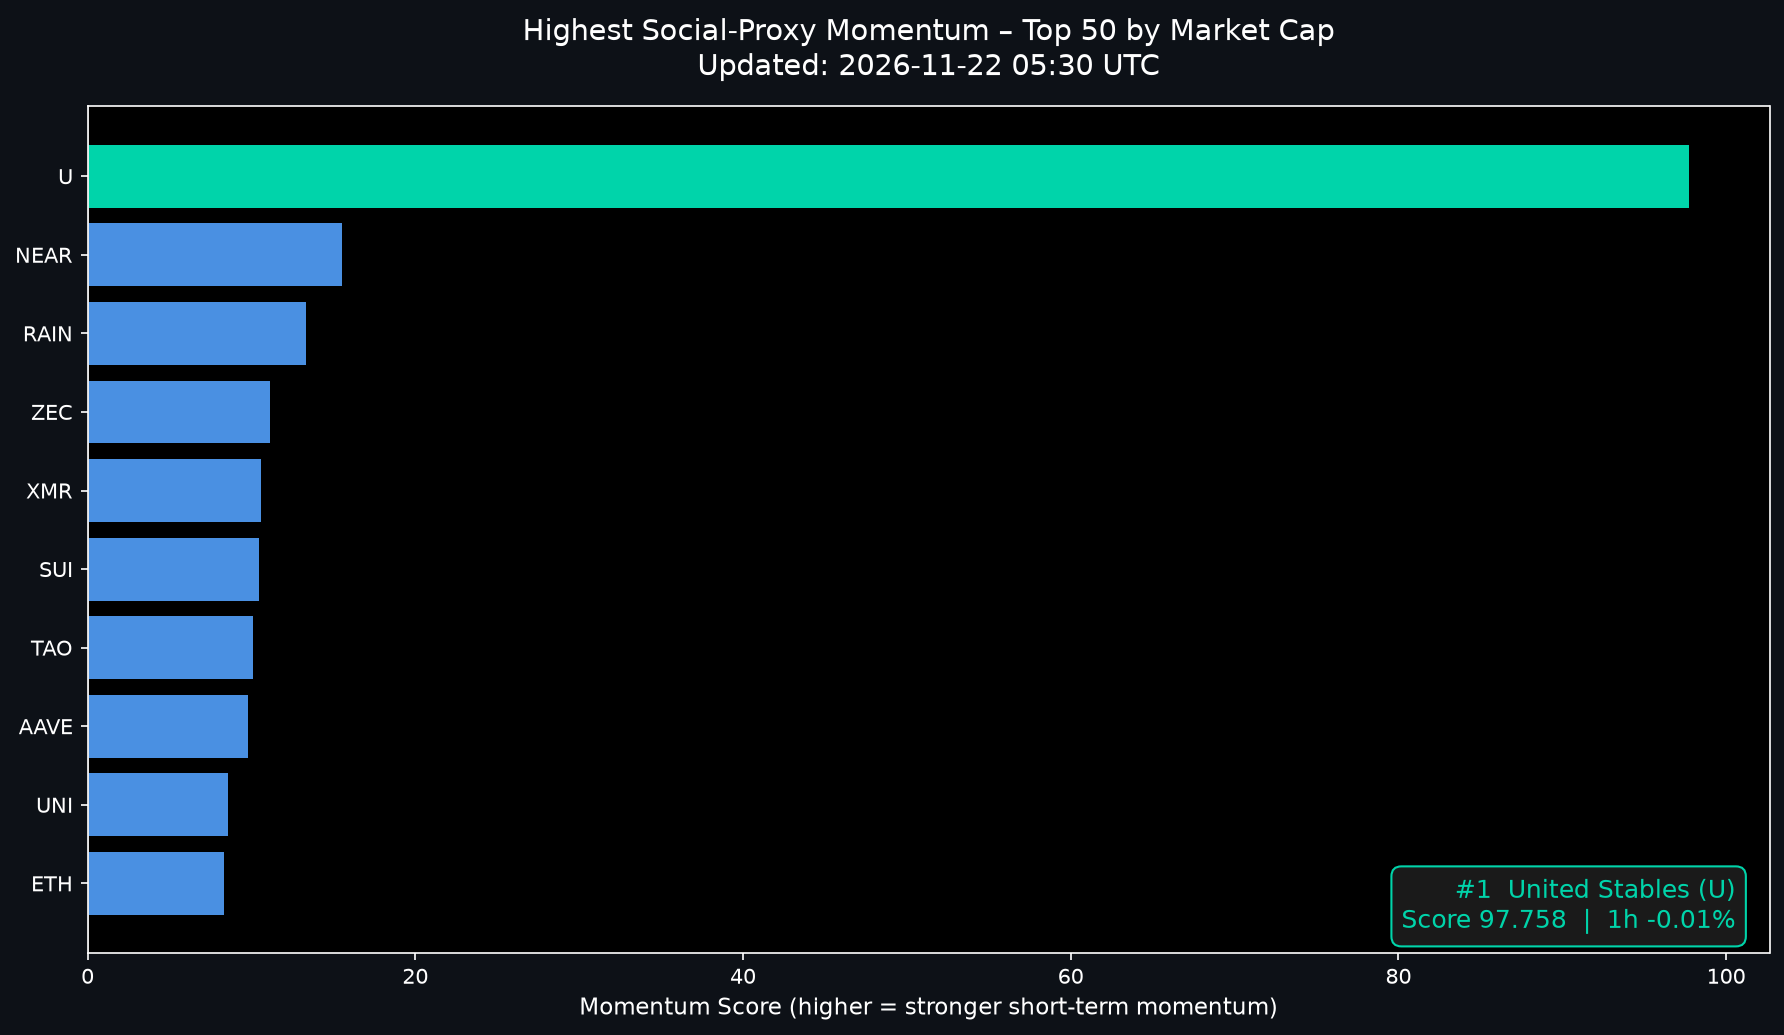 Highest Social-Proxy Momentum – Top 50 by Market Cap
Updated: 2026-11-22 05:30 UTC
U
NEAR
RAIN
ZEC
XMR
SUI
TAO
AAVE
UNI
ETH
#1  United Stables (U)
Score 97.758  |  1h -0.01%
0 20 40 60 80 100
Momentum Score (higher = stronger short-term momentum)